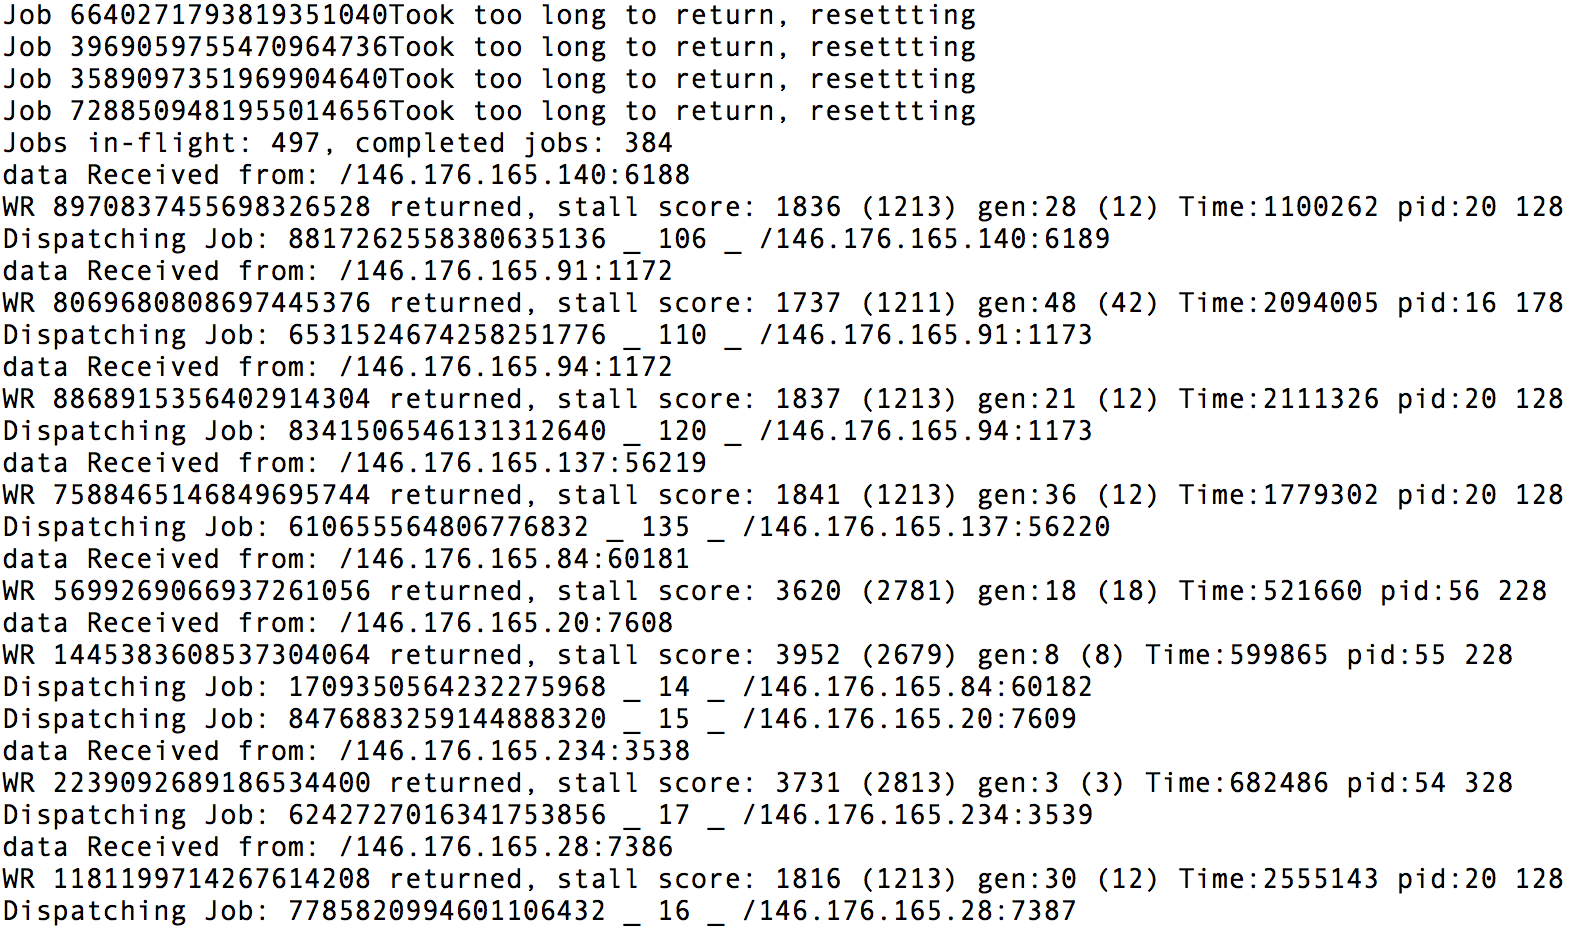 Job 6640271793819351040Took too long to return, resettting
Job 3969059755470964736Took too long to return, resettting
Job 3589097351969904640Took too long to return, resettting
Job 7288509481955014656Took too long to return, resettting
Jobs in-flight: 497, completed jobs: 384
data Received from: /146.176.165.140:6188
WR 8970837455698326528 returned, stall score: 1836 (1213) gen:28 (12) Time:1100262 pid:20 128
Dispatching Job: 8817262558380635136 _ 106 _ /146.176.165.140:6189
data Received from: /146.176.165.91:1172
WR 8069680808697445376 returned, stall score: 1737 (1211) gen:48 (42) Time:2094005 pid:16 178
Dispatching Job: 6531524674258251776 _ 110 _ /146.176.165.91:1173
data Received from: /146.176.165.94:1172
WR 8868915356402914304 returned, stall score: 1837 (1213) gen:21 (12) Time:2111326 pid:20 128
Dispatching Job: 8341506546131312640 _ 120 _ /146.176.165.94:1173
data Received from: /146.176.165.137:56219
WR 7588465146849695744 returned, stall score: 1841 (1213) gen:36 (12) Time:1779302 pid:20 128
Dispatching Job: 610655564806776832 _ 135 _ /146.176.165.137:56220
data Received from: /146.176.165.84:60181
WR 5699269066937261056 returned, stall score: 3620 (2781) gen:18 (18) Time:521660 pid:56 228
data Received from: /146.176.165.20:7608
WR 1445383608537304064 returned, stall score: 3952 (2679) gen:8 (8) Time:599865 pid:55 228
Dispatching Job: 1709350564232275968 _ 14 _ /146.176.165.84:60182
Dispatching Job: 8476883259144888320 _ 15 _ /146.176.165.20:7609
data Received from: /146.176.165.234:3538
WR 2239092689186534400 returned, stall score: 3731 (2813) gen:3 (3) Time:682486 pid:54 328
Dispatching Job: 6242727016341753856 _ 17 _ /146.176.165.234:3539
data Received from: /146.176.165.28:7386
WR 1181199714267614208 returned, stall score: 1816 (1213) gen:30 (12) Time:2555143 pid:20 128
Dispatching Job: 7785820994601106432 _ 16 _ /146.176.165.28:7387